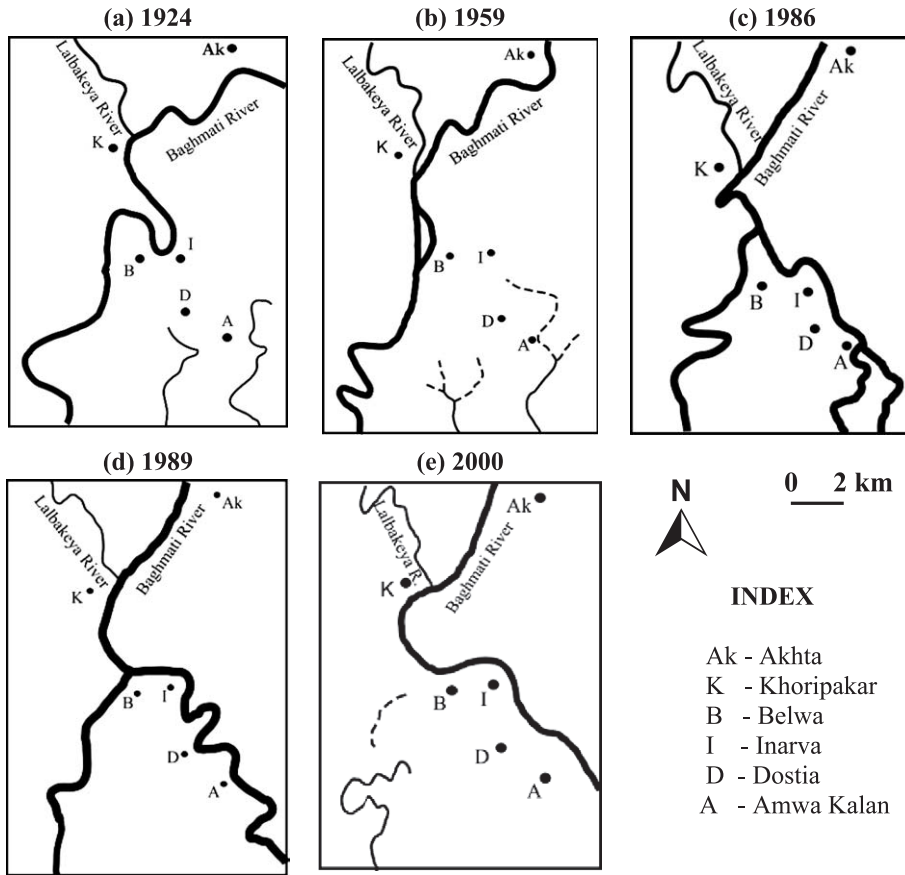 (a) 1924
Ak
Lalbakeya River
Baghmati River
K
B
I
D
A
(b) 1959
Ak
Lalbakeya River
K
Baghmati River
B
I
D
A
(c) 1986
Ak
Lalbakeya River
K
Baghmati River
B
I
D
A
(d) 1989
Ak
Lalbakeya River
Baghmati River
K
B
I
D
A
(e) 2000
Ak
Lalbakeya R.
Baghmati River
K
B
I
D
A
N
0 2 km
INDEX
Ak - Akhta
K - Khoripakar
B - Belwa
I - Inarva
D - Dostia
A - Amwa Kalan